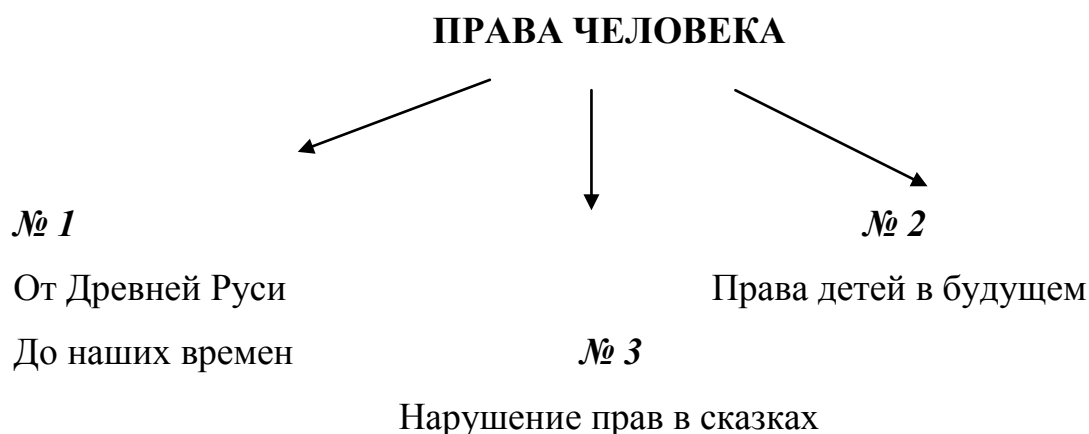 ПРАВА ЧЕЛОВЕКА
№ 1
От Древней Руси
До наших времен
№ 2
Права детей в будущем
№ 3
Нарушение прав в сказках